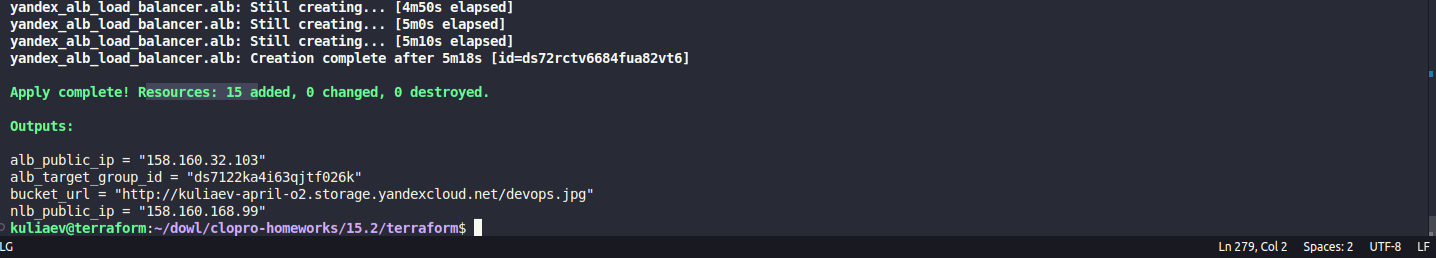 yandex_alb_load_balancer.alb: Still creating... [4m50s elapsed]
yandex_alb_load_balancer.alb: Still creating... [5m0s elapsed]
yandex_alb_load_balancer.alb: Still creating... [5m10s elapsed]
yandex_alb_load_balancer.alb: Creation complete after 5m18s [id=ds72rctv6684fua82vt6]
Apply complete! Resources: 15 added, 0 changed, 0 destroyed.
Outputs:
alb_public_ip = "158.160.32.103"
alb_target_group_id = "ds7122ka4i63qjtf026k"
bucket_url = "http://kuliaev-april-o2.storage.yandexcloud.net/devops.jpg"
nlb_public_ip = "158.160.168.99"
kuliaev@terraform:~/dowl/clopro-homeworks/15.2/terraform$
LG Ln 279, Col 2 Spaces: 2 UTF-8 LF